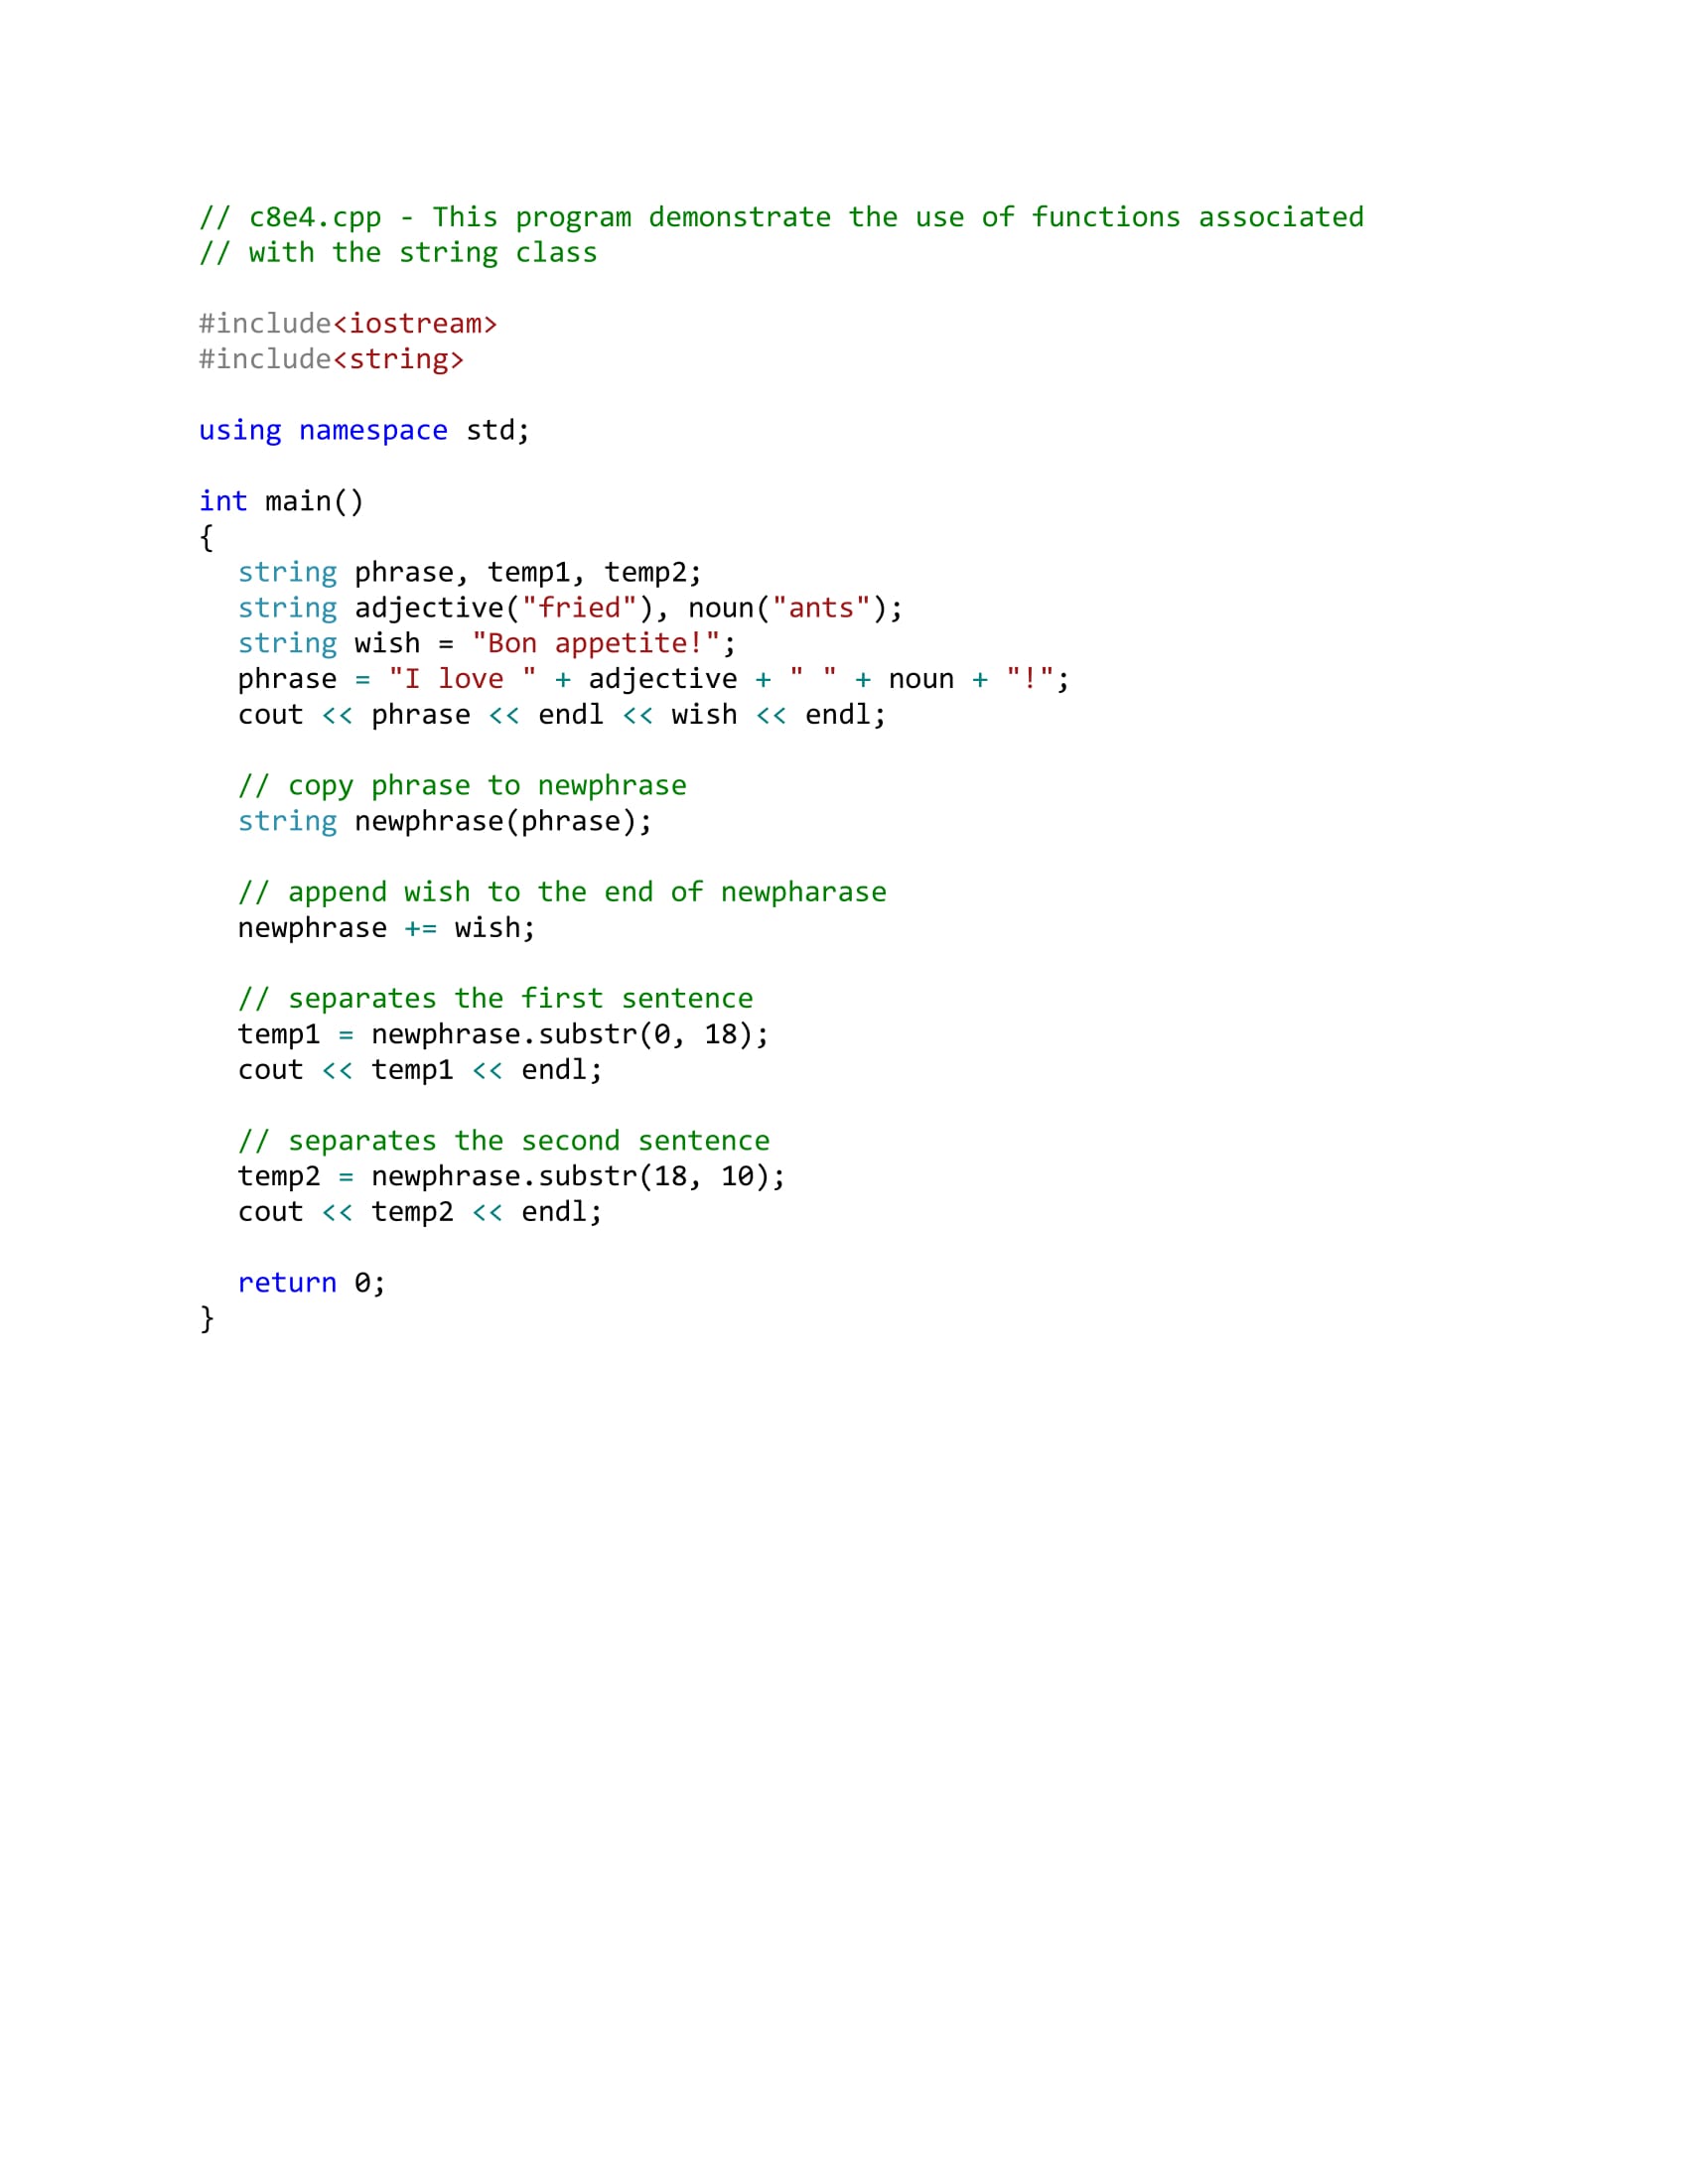 // c8e4.cpp - This program demonstrate the use of functions associated
// with the string class
#include<iostream>
#include<string>
using namespace std;
int main()
{
string phrase, temp1, temp2;
string adjective("fried"), noun("ants");
string wish = "Bon appetite!";
phrase = "I love " + adjective + " " + noun + "!";
cout << phrase << endl << wish << endl;
// copy phrase to newphrase
string newphrase(phrase);
// append wish to the end of newpharase
newphrase += wish;
// separates the first sentence
temp1 = newphrase.substr(0, 18);
cout << temp1 << endl;
// separates the second sentence
temp2 = newphrase.substr(18, 10);
cout << temp2 << endl;
return 0;
}